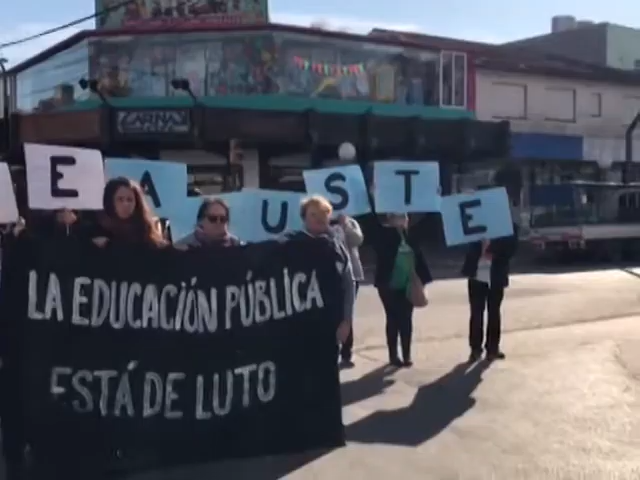 E A U S T E
LA EDUCACIÓN PÚBLICA
ESTÁ DE LUTO